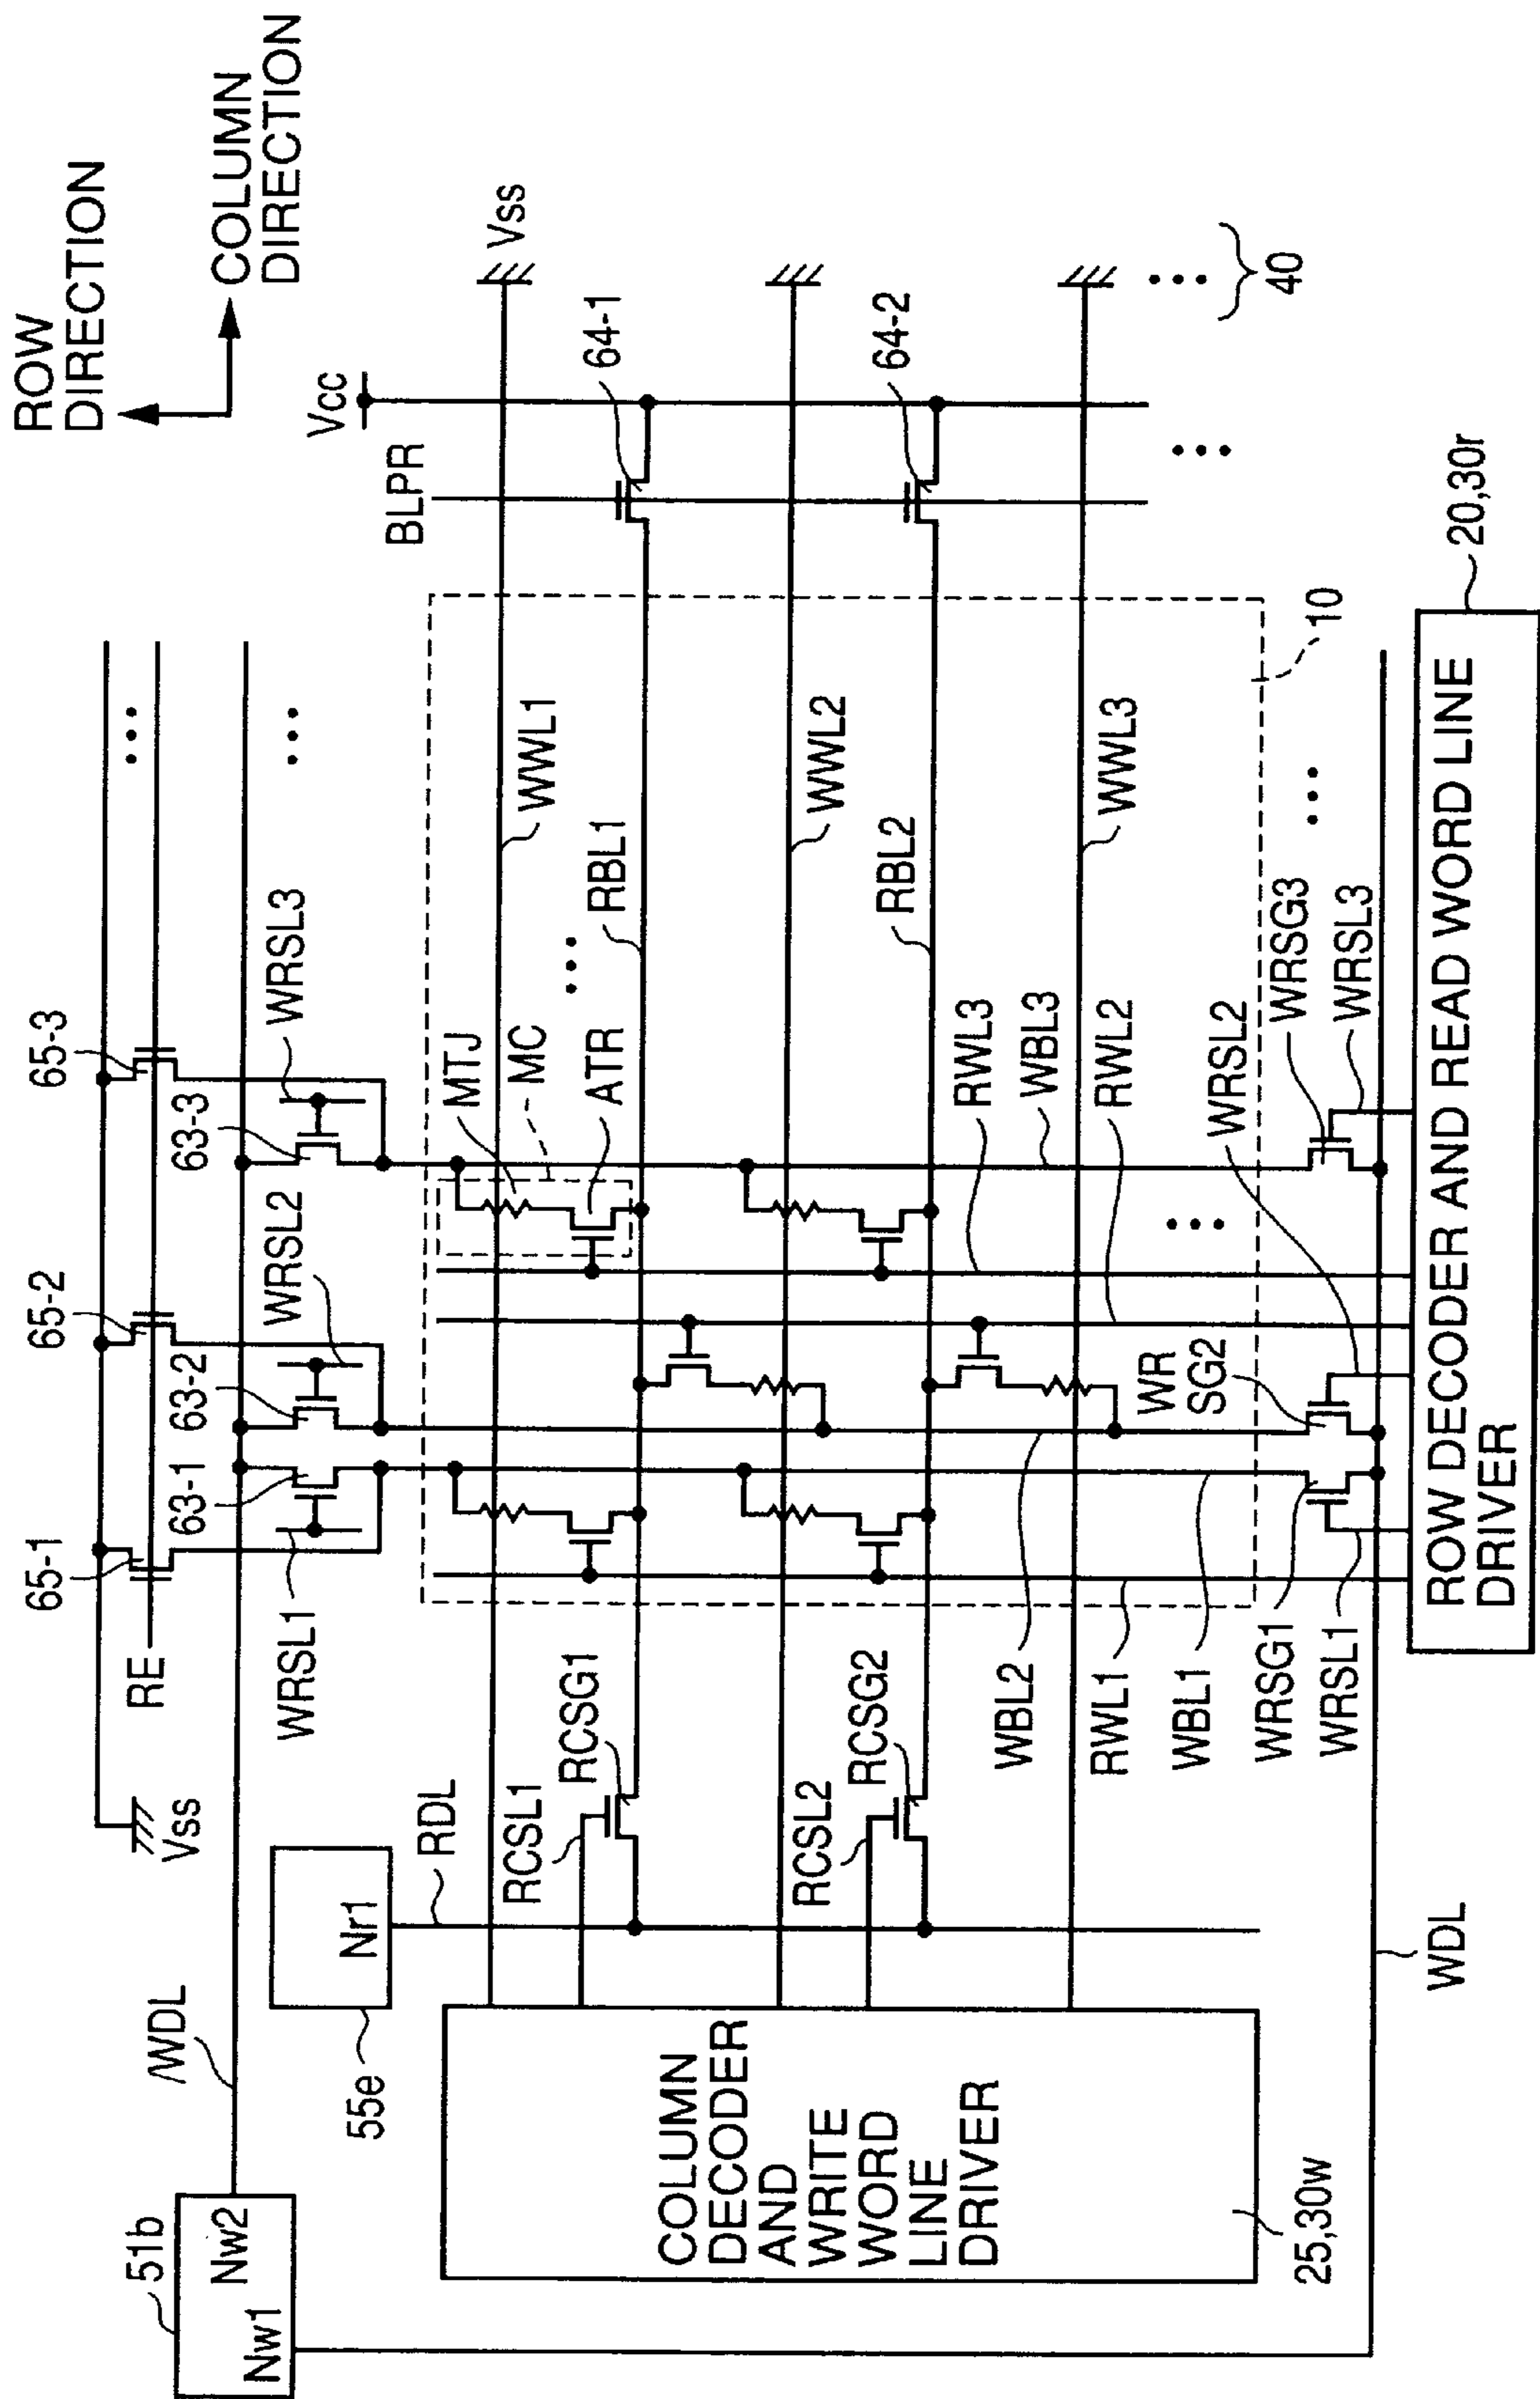 ROW
DIRECTION
COLUMN
DIRECTION
51b
Nw2
Nw1
/WDL
Vss
RE
65-1
65-2
65-3
63-1
63-2
63-3
WRSL1
WRSL2
WRSL3
...
...
55e
Nr1
RDL
Vcc
BLPR
Vss
MTJ
MC
ATR
WWL1
RCSL1
RCSG1
RBL1
64-1
...
COLUMN
DECODER
AND
WRITE
WORD
LINE
DRIVER
25,30w
WWL2
RCSL2
RCSG2
RBL2
64-2
WWL3
RWL3
WBL3
RWL2
WBL2
RWL1
WBL1
...
...
...
40
10
WR
SG2
WRSL2
WRSG1
WRSL1
WRSG3
WRSL3
...
WDL
ROW DECODER AND READ WORD LINE
DRIVER
20,30r